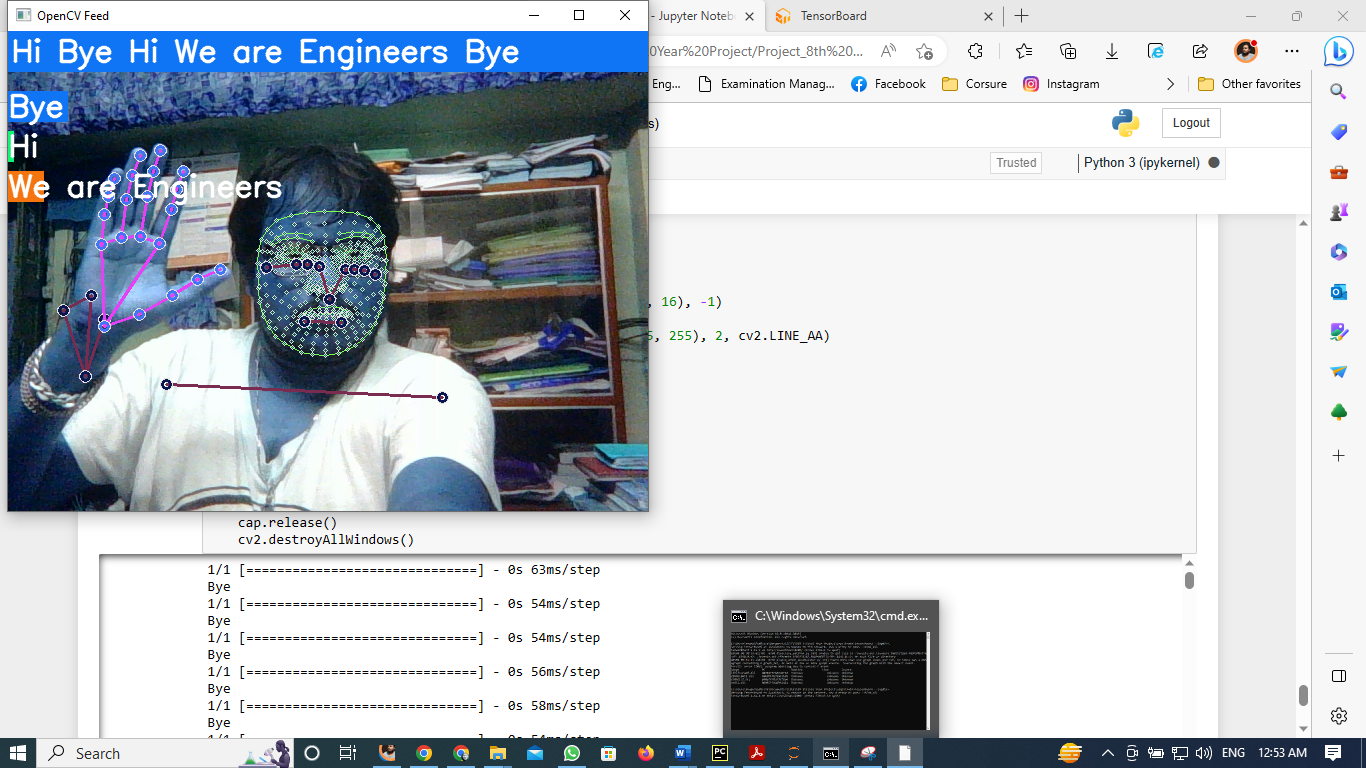 OpenCV Feed
- Jupyter Noteb
TensorBoard
0Year%20Project/Project_8th%20...
Hi Bye Hi We are Engineers Bye
Eng...
Examination Manag...
Facebook
Corsure
Instagram
Other favorites
Bye
s)
Logout
Hi
Trusted
Python 3 (ipykernel)
We are Engineers
, 16), -1)
5, 255), 2, cv2.LINE_AA)
cap.release()
cv2.destroyAllWindows()
1/1 [==============================] - 0s 63ms/step
Bye
1/1 [==============================] - 0s 54ms/step
Bye
1/1 [==============================] - 0s 54ms/step
Bye
1/1 [==============================] - 0s 56ms/step
Bye
1/1 [==============================] - 0s 58ms/step
Bye
C:\Windows\System32\cmd.ex...
Search
ENG
12:53 AM